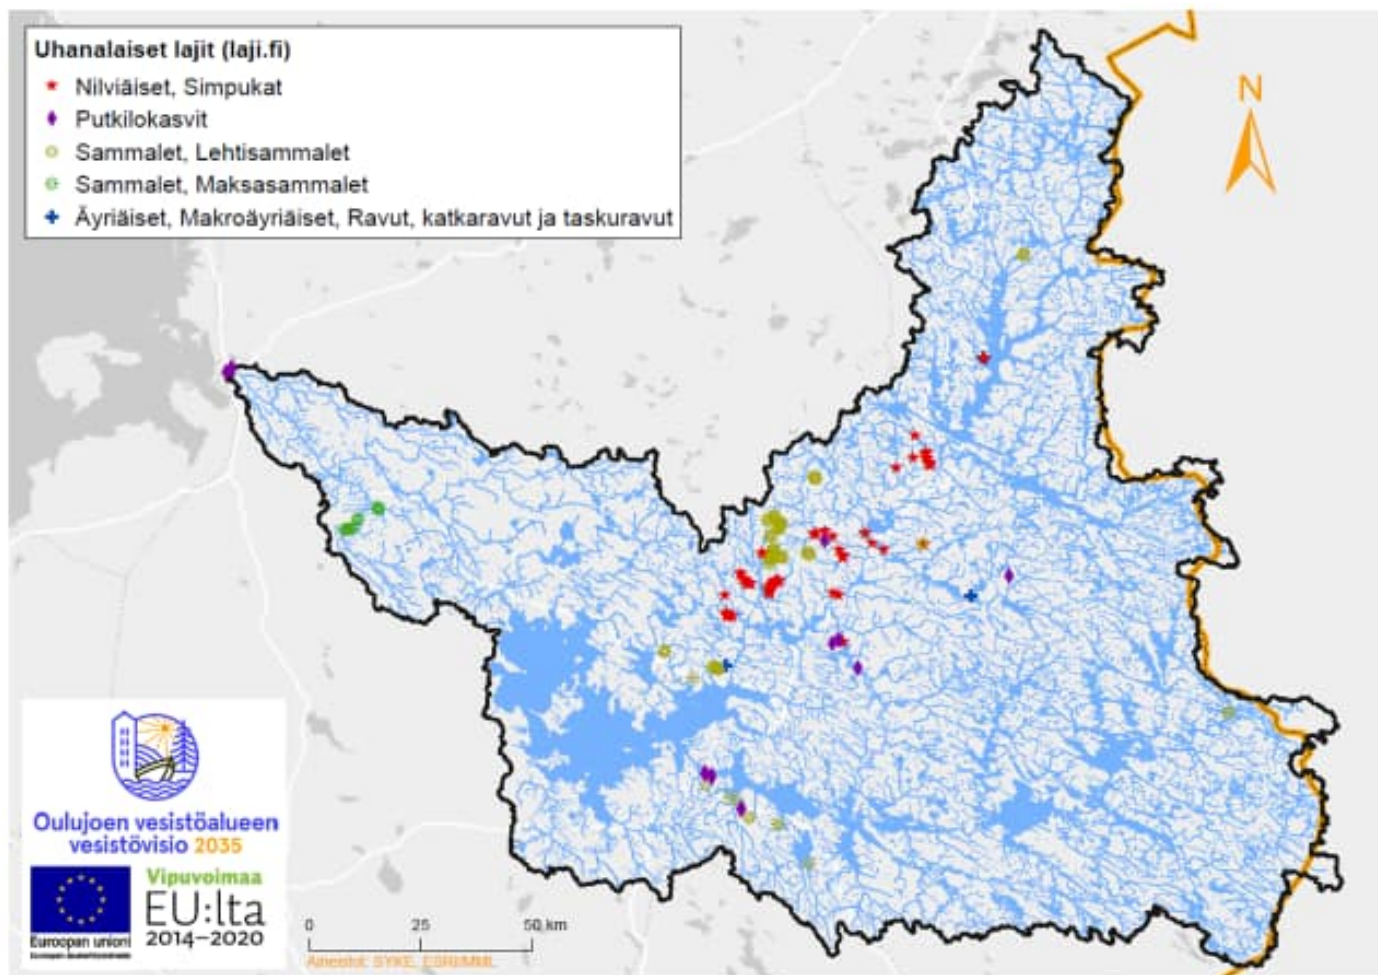 Uhanalaiset lajit (laji.fi)
Nilviäiset, Simpukat
Putkilokasvit
Sammalet, Lehtisammalet
Sammalet, Maksasammalet
Äyriäiset, Makroäyriäiset, Ravut, katkaravut ja taskuravut
N
Oulujoen vesistöalueen
vesistövisio 2035
Vipuvoimaa
EU:lta
2014–2020
Euroopan unioni
0 25 50 km
Aineistot: SYKE, ESRI/MML